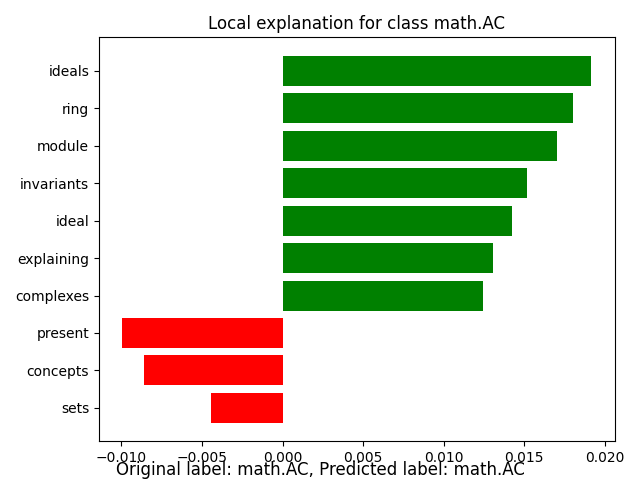 Local explanation for class math.AC
ideals
ring
module
invariants
ideal
explaining
complexes
present
concepts
sets
−0.010 −0.005 0.000 0.005 0.010 0.015 0.020
Original label: math.AC, Predicted label: math.AC